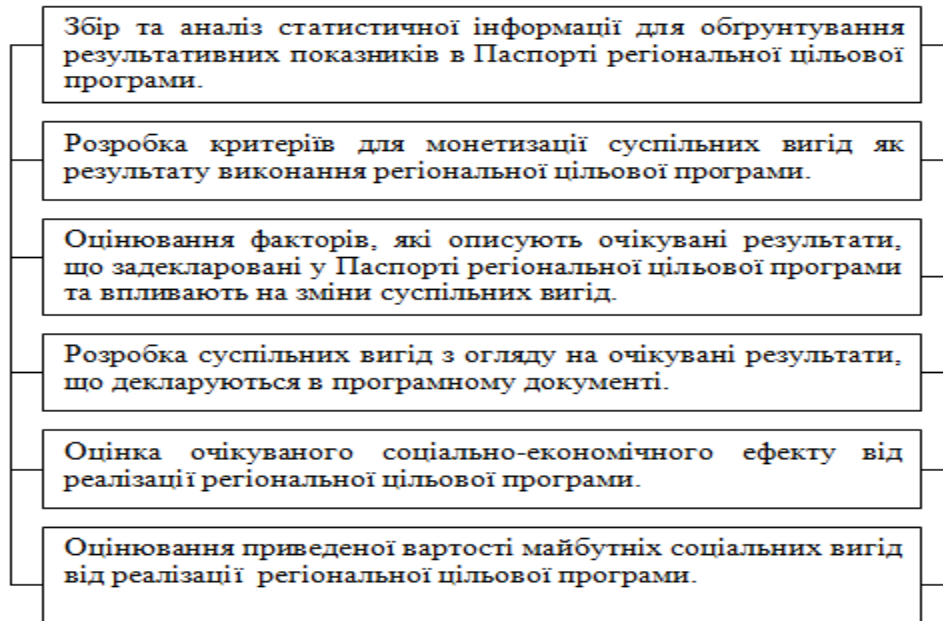 Збір та аналіз статистичної інформації для обґрунтування
результативних показників в Паспорті регіональної цільової
програми.
Розробка критеріїв для монетизації суспільних вигід як
результату виконання регіональної цільової програми.
Оцінювання факторів, які описують очікувані результати,
що задекларовані у Паспорті регіональної цільової програми
та впливають на зміни суспільних вигід.
Розробка суспільних вигід з огляду на очікувані результати,
що декларуються в програмному документі.
Оцінка очікуваного соціально-економічного ефекту від
реалізації регіональної цільової програми.
Оцінювання приведеної вартості майбутніх соціальних вигід
від реалізації регіональної цільової програми.